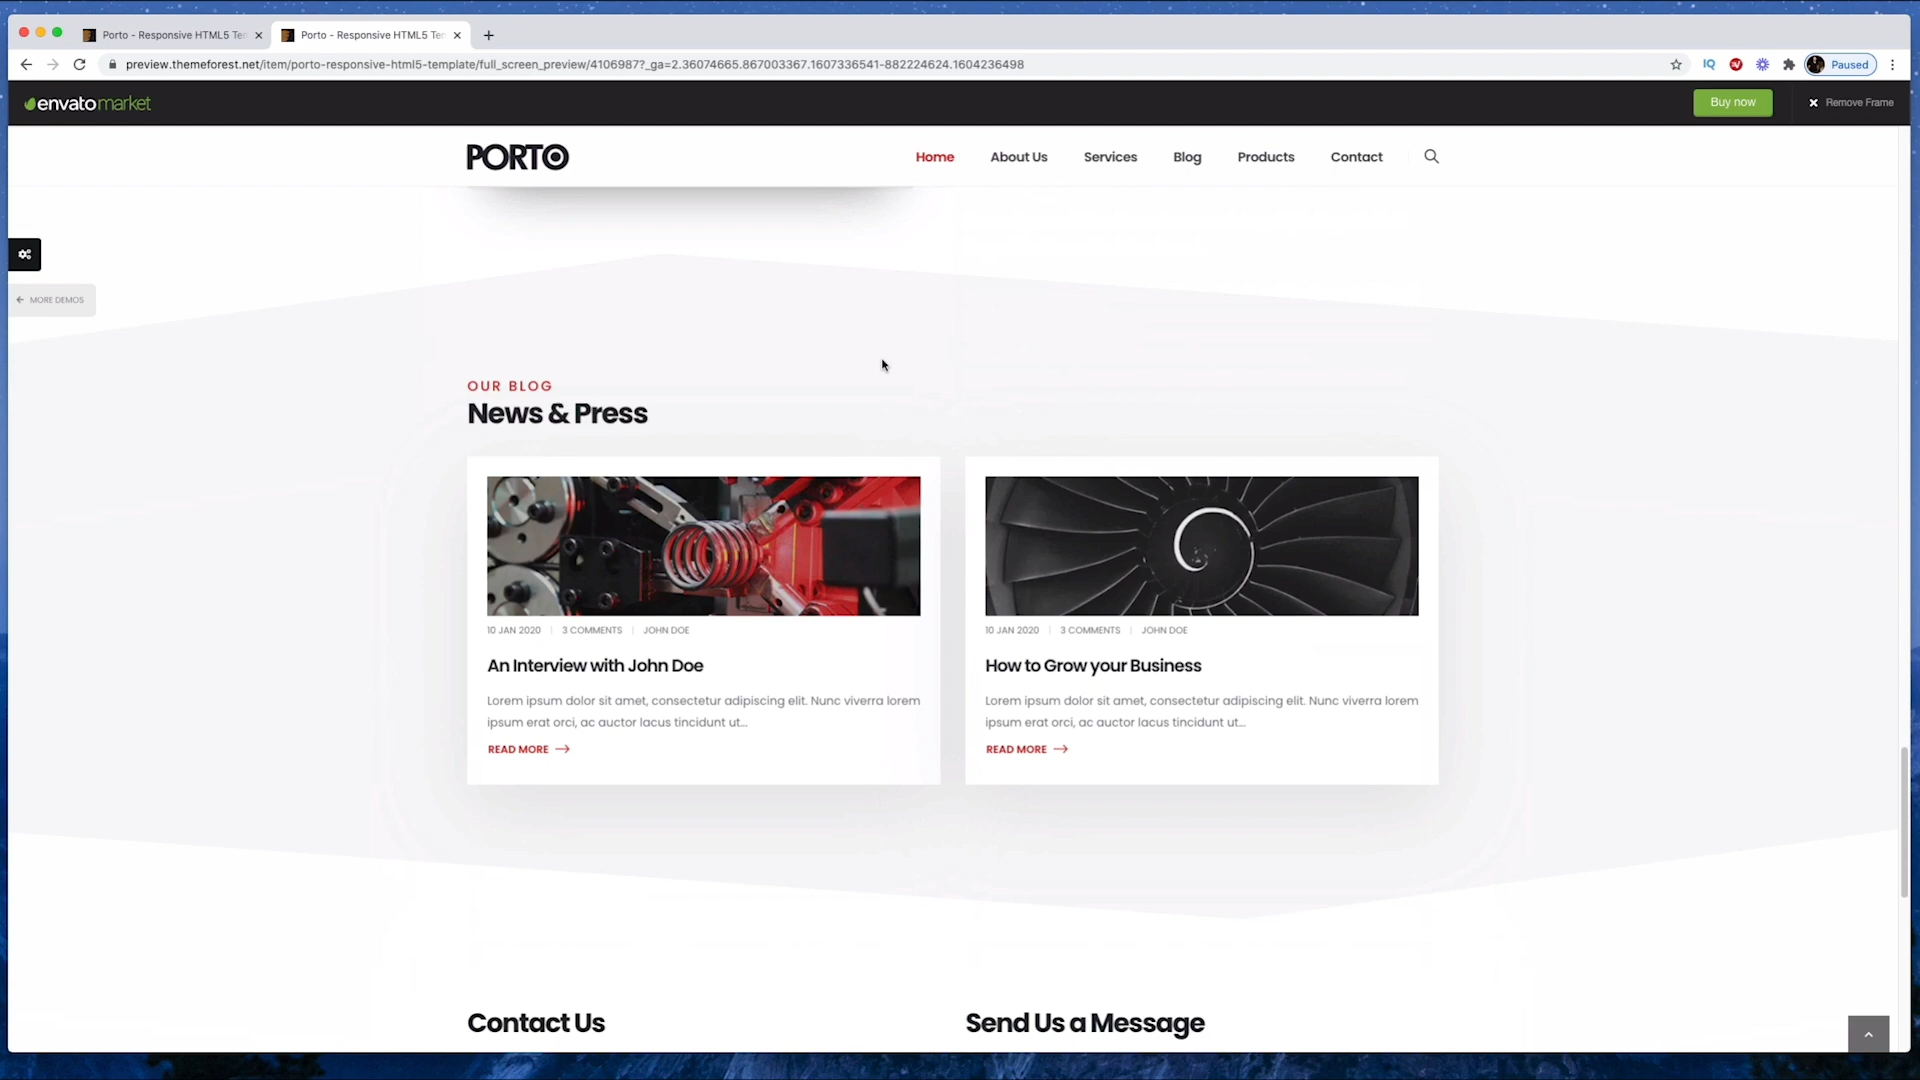 Porto - Responsive HTML5 Ten
Porto - Responsive HTML5 Ten
preview.themeforest.net/item/porto-responsive-html5-template/full_screen_preview/4106987?_ga=2.36074665.867003367.1607336541-882224624.1604236498
IQ
Paused
envatomarket
Buy now
Remove Frame
PORTO
Home
About Us
Services
Blog
Products
Contact
MORE DEMOS
OUR BLOG
News & Press
10 JAN 2020 | 3 COMMENTS | JOHN DOE
An Interview with John Doe
Lorem ipsum dolor sit amet, consectetur adipiscing elit. Nunc viverra lorem
ipsum erat orci, ac auctor lacus tincidunt ut...
READ MORE
10 JAN 2020 | 3 COMMENTS | JOHN DOE
How to Grow your Business
Lorem ipsum dolor sit amet, consectetur adipiscing elit. Nunc viverra lorem
ipsum erat orci, ac auctor lacus tincidunt ut...
READ MORE
Contact Us
Send Us a Message